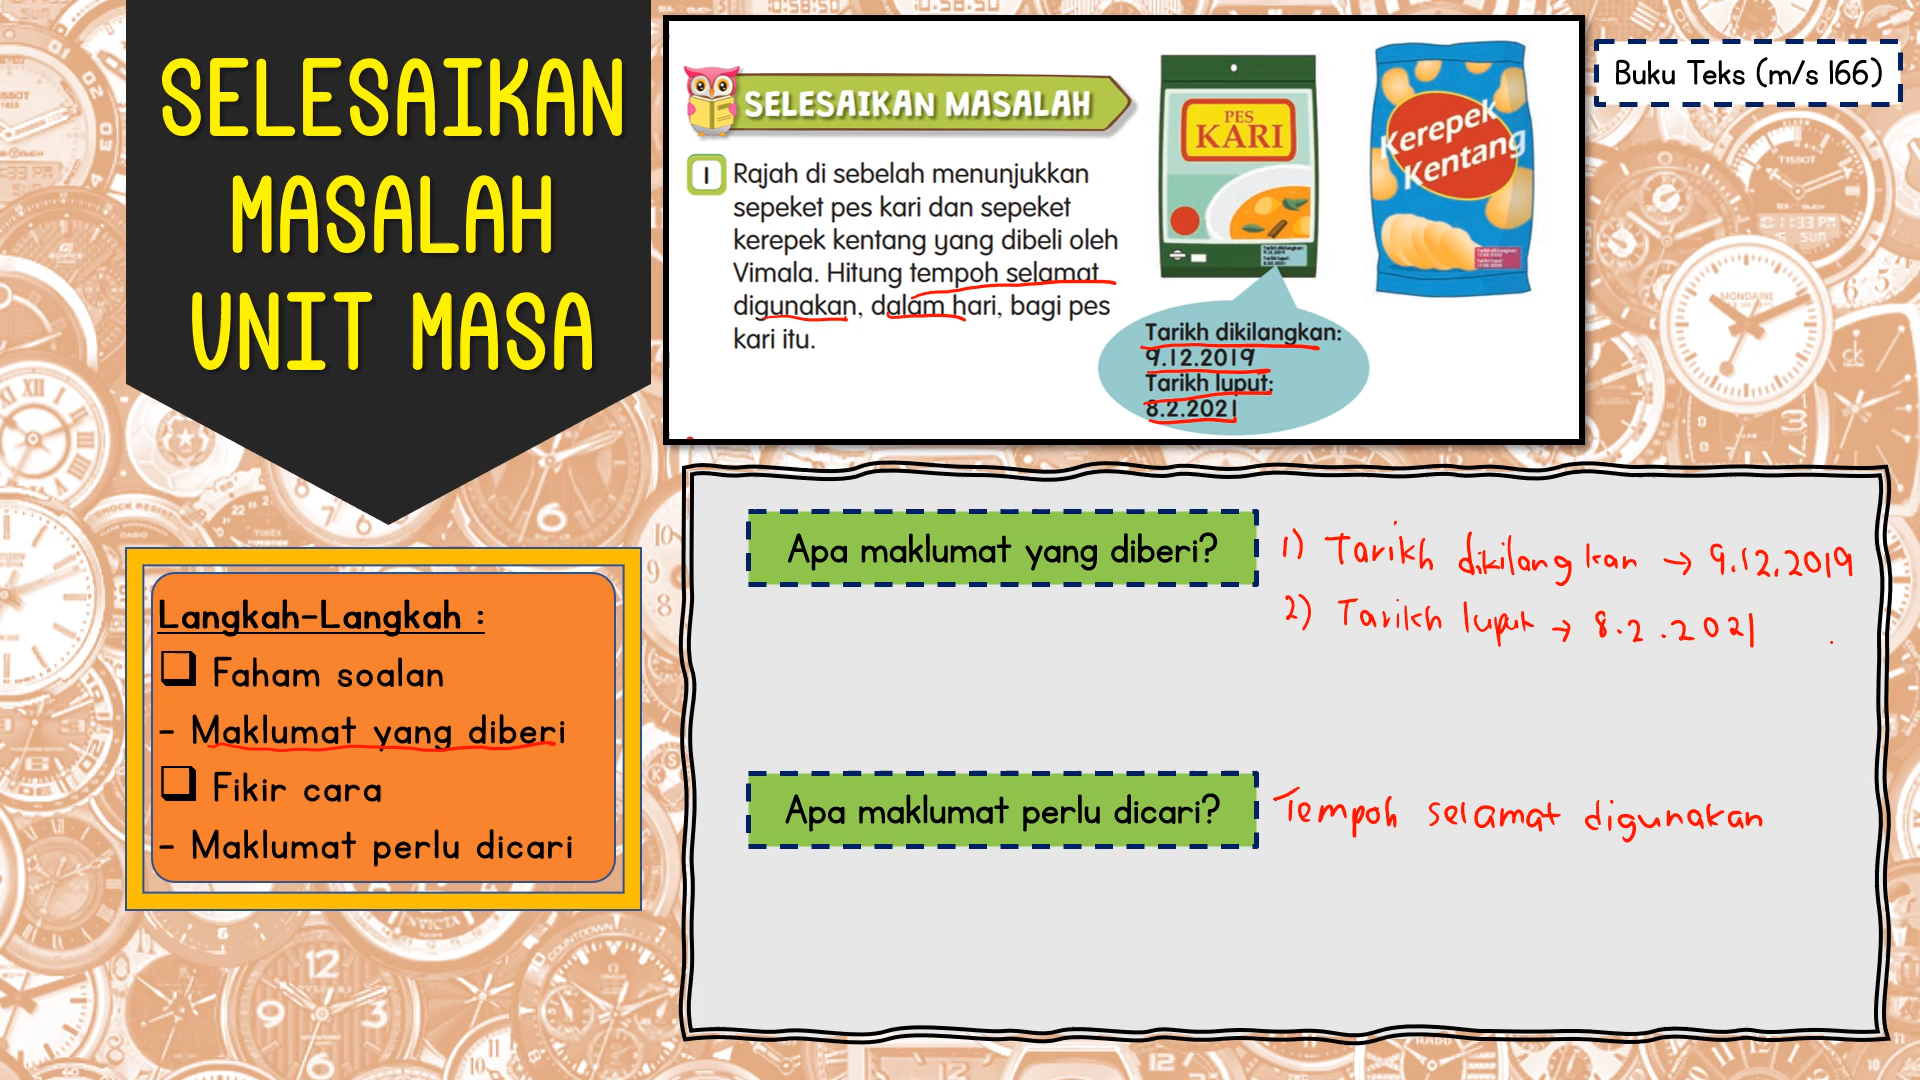 SELESAIKAN
MASALAH
UNIT MASA
SELESAIKAN MASALAH
1 Rajah di sebelah menunjukkan
sepeket pes kari dan sepeket
kerepek kentang yang dibeli oleh
Vimala. Hitung tempoh selamat
digunakan, dalam hari, bagi pes
kari itu.
PES
KARI
Kerepek
Kentang
Tarikh dikilangkan:
9.12.2019
Tarikh luput:
8.2.2021
Buku Teks (m/s 166)
Langkah-Langkah :
❑ Faham soalan
- Maklumat yang diberi
❑ Fikir cara
- Maklumat perlu dicari
Apa maklumat yang diberi?
1) Tarikh dikilangkan → 9.12.2019
2) Tarikh luput → 8.2.2021
Apa maklumat perlu dicari?
Tempoh selamat digunakan